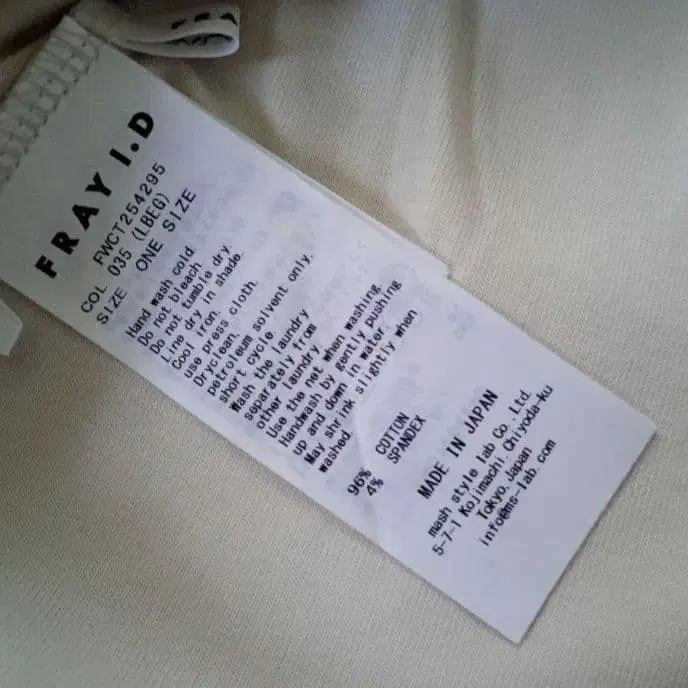 FRAY I.D
FWCT254295
COL 035 (LBEG)
SIZE ONE SIZE
Hand wash cold.
Do not bleach.
Do not tumble dry.
Line dry in shade.
Cool iron.
use press cloth.
Dryclean,
petroleum solvent only.
short cycle.
Wash the laundry
separately from
other laundry.
Use the net when washing.
Handwash by gently pushing
up and down in water.
May shrink slightly when
washed.
96% COTTON
4% SPANDEX
MADE IN JAPAN
mash style lab Co.,Ltd.
5-7-1 Kojimachi,Chiyoda-ku
Tokyo,Japan
info@ms-lab.com